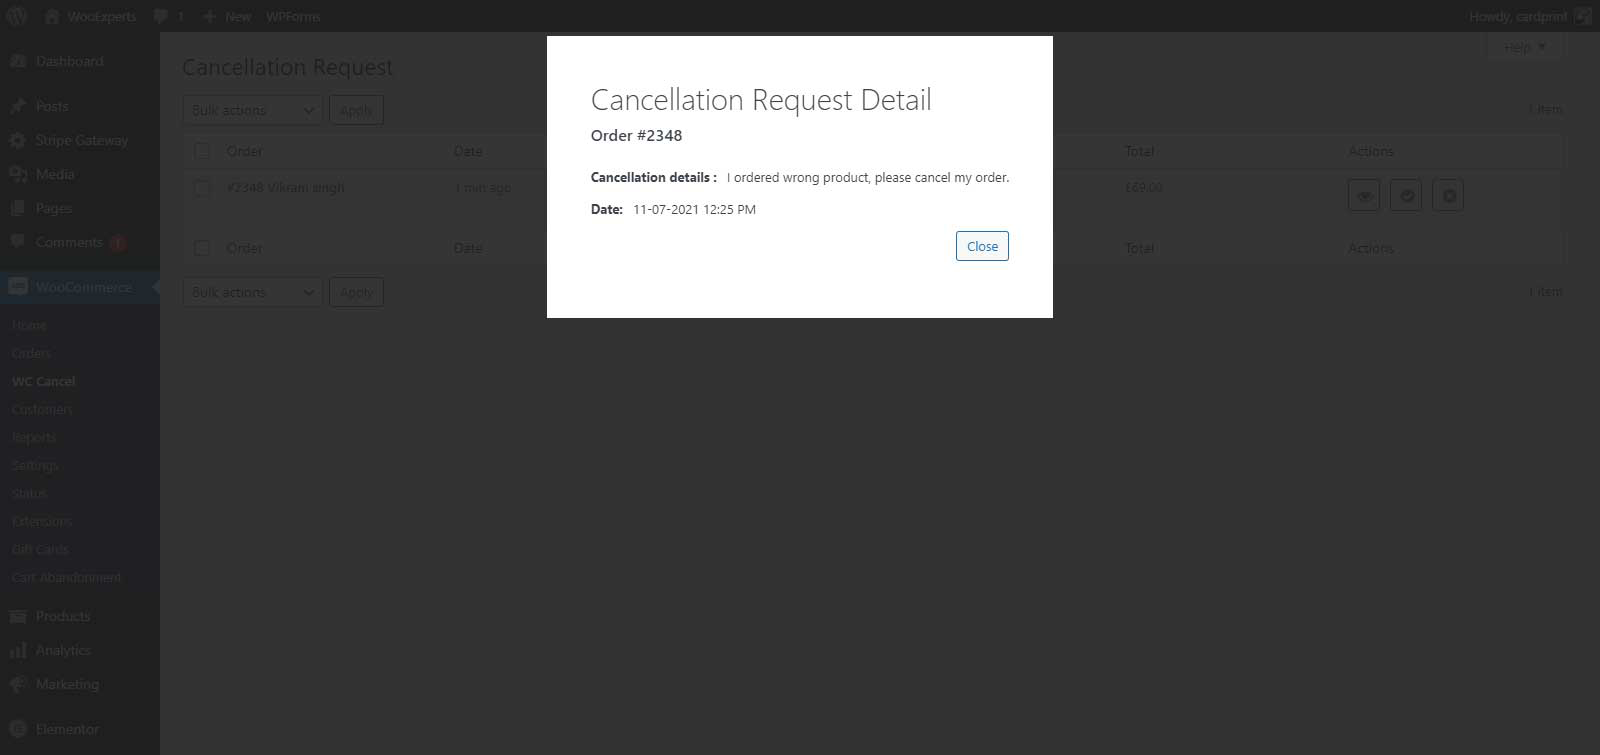 WooExperts 1 New WPForms Howdy, cardprint
Help
Dashboard
Posts
Stripe Gateway
Media
Pages
Comments 1
WooCommerce
Home
Orders
WC Cancel
Customers
Reports
Settings
Status
Extensions
Gift Cards
Cart Abandonment
Products
Analytics
Marketing
Elementor
Cancellation Request
Bulk actions Apply 1 item
Order Date Total Actions
#2348 Vikram singh 1 min ago £69.00
Order Date Total Actions
Bulk actions Apply 1 item
Cancellation Request Detail
Order #2348
Cancellation details : I ordered wrong product, please cancel my order.
Date: 11-07-2021 12:25 PM
Close